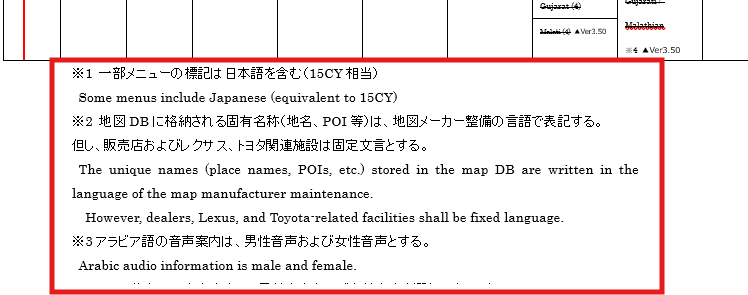 Gujarat (4)
Gujarati /
Malathian
Malati (4) ▲Ver3.50
※4 ▲Ver3.50
※1 一部メニューの標記は日本語を含む（15CY 相当）
Some menus include Japanese (equivalent to 15CY)
※2 地図 DB に格納される固有名称（地名、POI 等）は、地図メーカー整備の言語で表記する。
但し、販売店およびレクサス、トヨタ関連施設は固定文言とする。
The unique names (place names, POIs, etc.) stored in the map DB are written in the
language of the map manufacturer maintenance.
However, dealers, Lexus, and Toyota-related facilities shall be fixed language.
※3 アラビア語の音声案内は、男性音声および女性音声とする。
Arabic audio information is male and female.